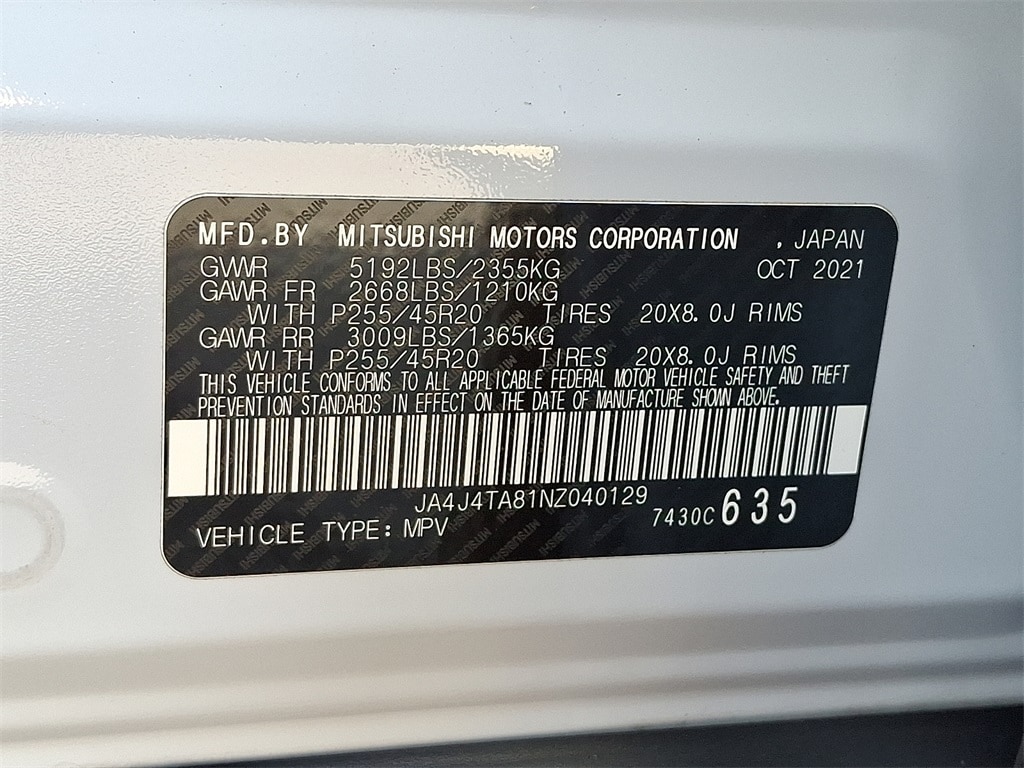 MFD.BY MITSUBISHI MOTORS CORPORATION , JAPAN
GVWR 5192LBS/2355KG OCT 2021
GAWR FR 2668LBS/1210KG
WITH P255/45R20 TIRES 20X8.0J RIMS
GAWR RR 3009LBS/1365KG
WITH P255/45R20 TIRES 20X8.0J RIMS
THIS VEHICLE CONFORMS TO ALL APPLICABLE FEDERAL MOTOR VEHICLE SAFETY AND THEFT
PREVENTION STANDARDS IN EFFECT ON THE DATE OF MANUFACTURE SHOWN ABOVE.
JA4J4TA81NZ040129
VEHICLE TYPE: MPV 7430C 635